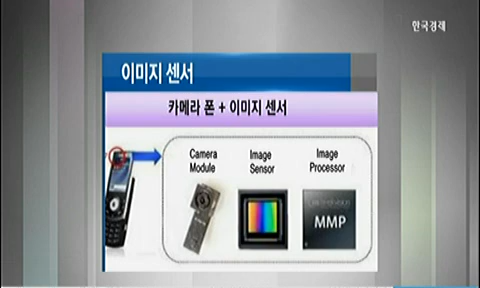 한국경제
이미지 센서
카메라 폰 + 이미지 센서
Camera
Module
Image
Sensor
Image
Processor
MMP